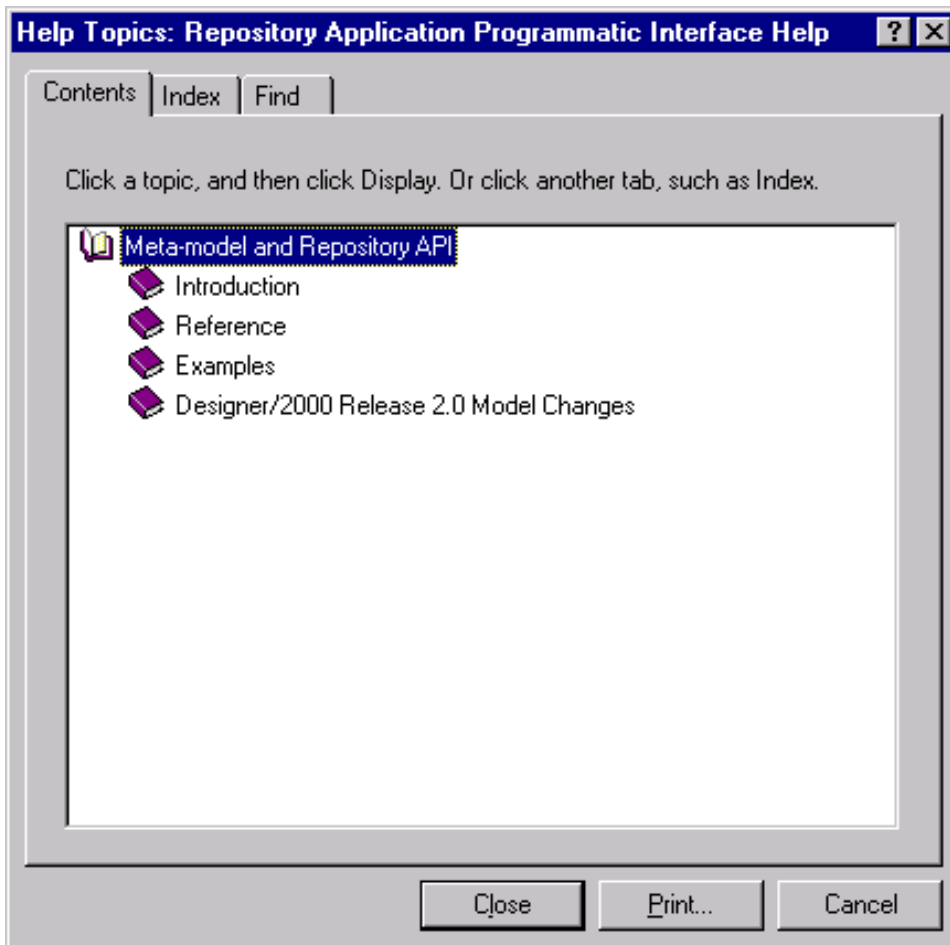 Help Topics: Repository Application Programmatic Interface Help
Contents Index Find
Click a topic, and then click Display. Or click another tab, such as Index.
Meta-model and Repository API
Introduction
Reference
Examples
Designer/2000 Release 2.0 Model Changes
Close Print... Cancel